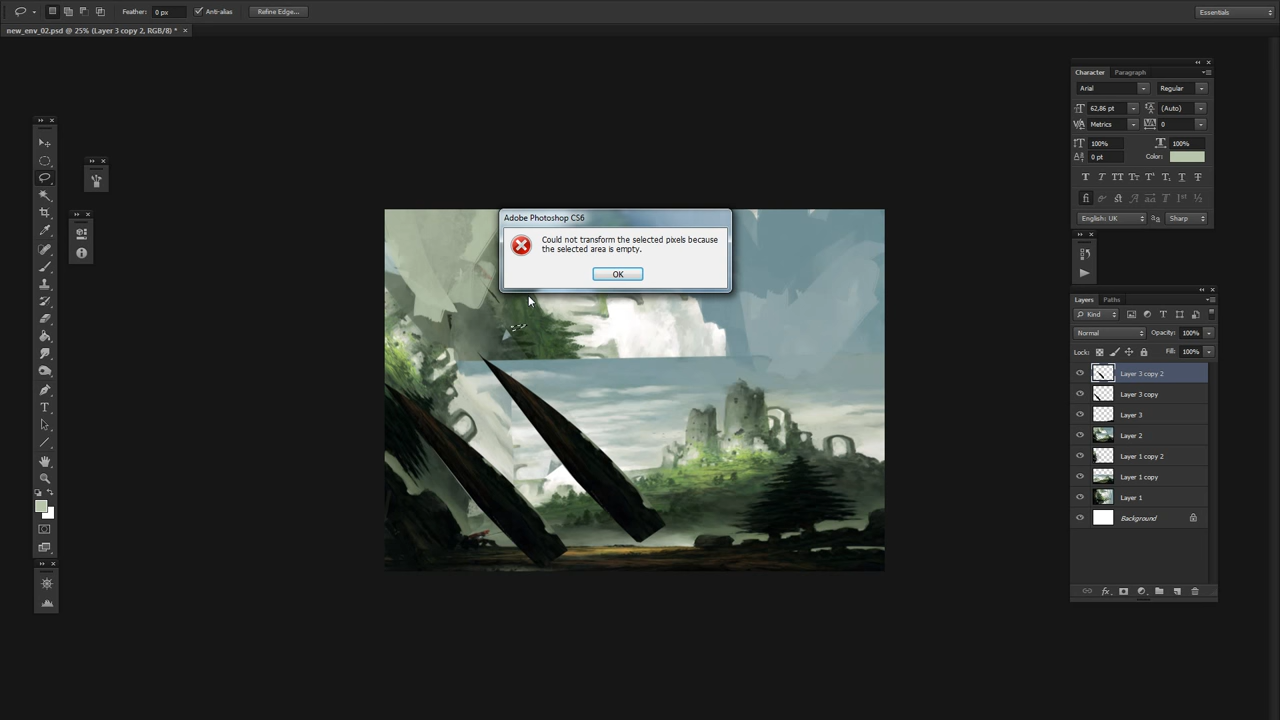 Feather: 0 px Anti-alias Refine Edge... Essentials
new_env_02.psd @ 25% (Layer 3 copy 2, RGB/8) * ×
Character Paragraph
Arial Regular
62,86 pt (Auto)
Metrics 0
100% 100%
0 pt Color:
English: UK Sharp
Adobe Photoshop CS6
Could not transform the selected pixels because
the selected area is empty.
OK
Layers Paths
Kind
Normal Opacity: 100%
Lock: Fill: 100%
Layer 3 copy 2
Layer 3 copy
Layer 3
Layer 2
Layer 1 copy 2
Layer 1 copy
Layer 1
Background